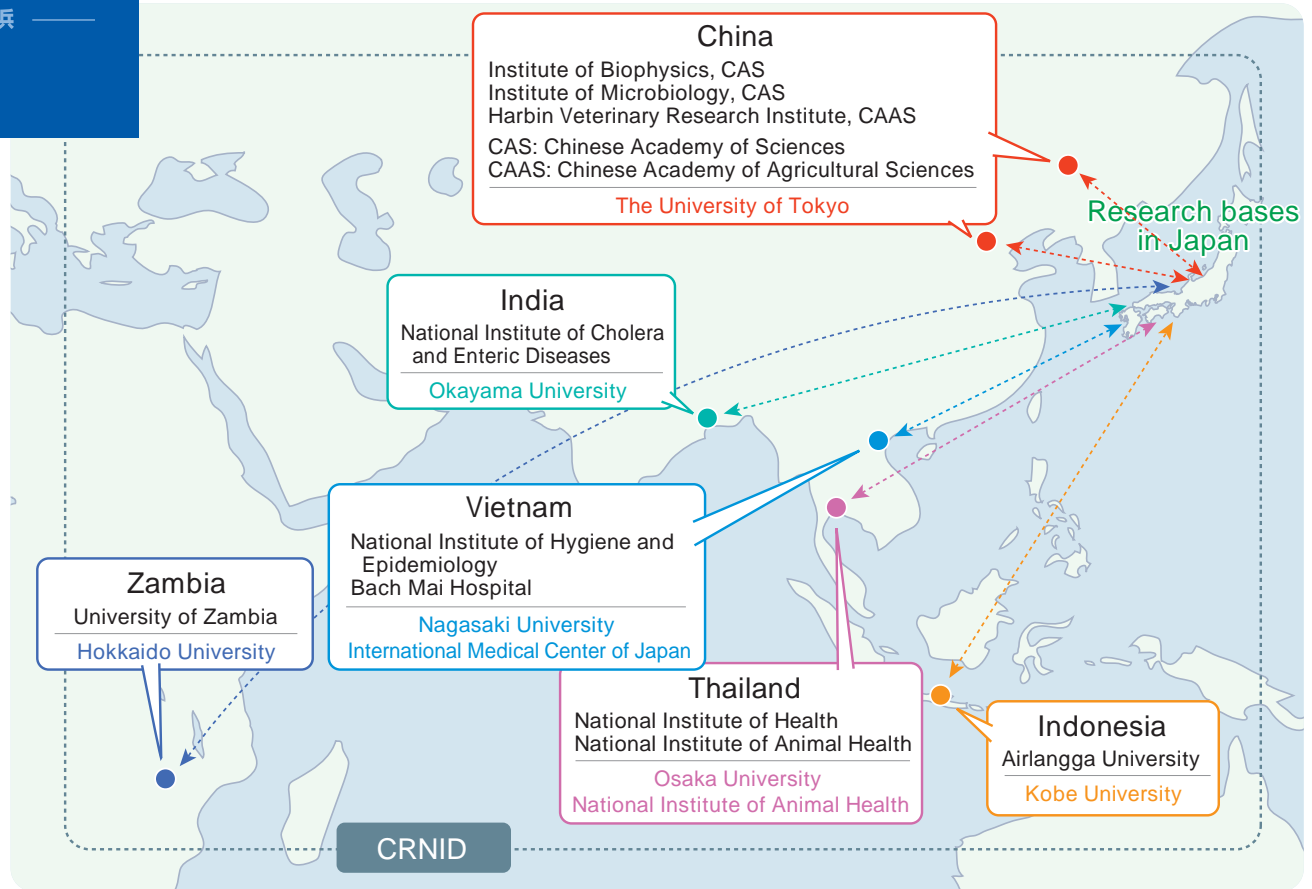 浜
China
Institute of Biophysics, CAS
Institute of Microbiology, CAS
Harbin Veterinary Research Institute, CAAS
CAS: Chinese Academy of Sciences
CAAS: Chinese Academy of Agricultural Sciences
The University of Tokyo
Research bases
in Japan
India
National Institute of Cholera
and Enteric Diseases
Okayama University
Vietnam
National Institute of Hygiene and
Epidemiology
Bach Mai Hospital
Nagasaki University
International Medical Center of Japan
Zambia
University of Zambia
Hokkaido University
Thailand
National Institute of Health
National Institute of Animal Health
Osaka University
National Institute of Animal Health
Indonesia
Airlangga University
Kobe University
CRNID